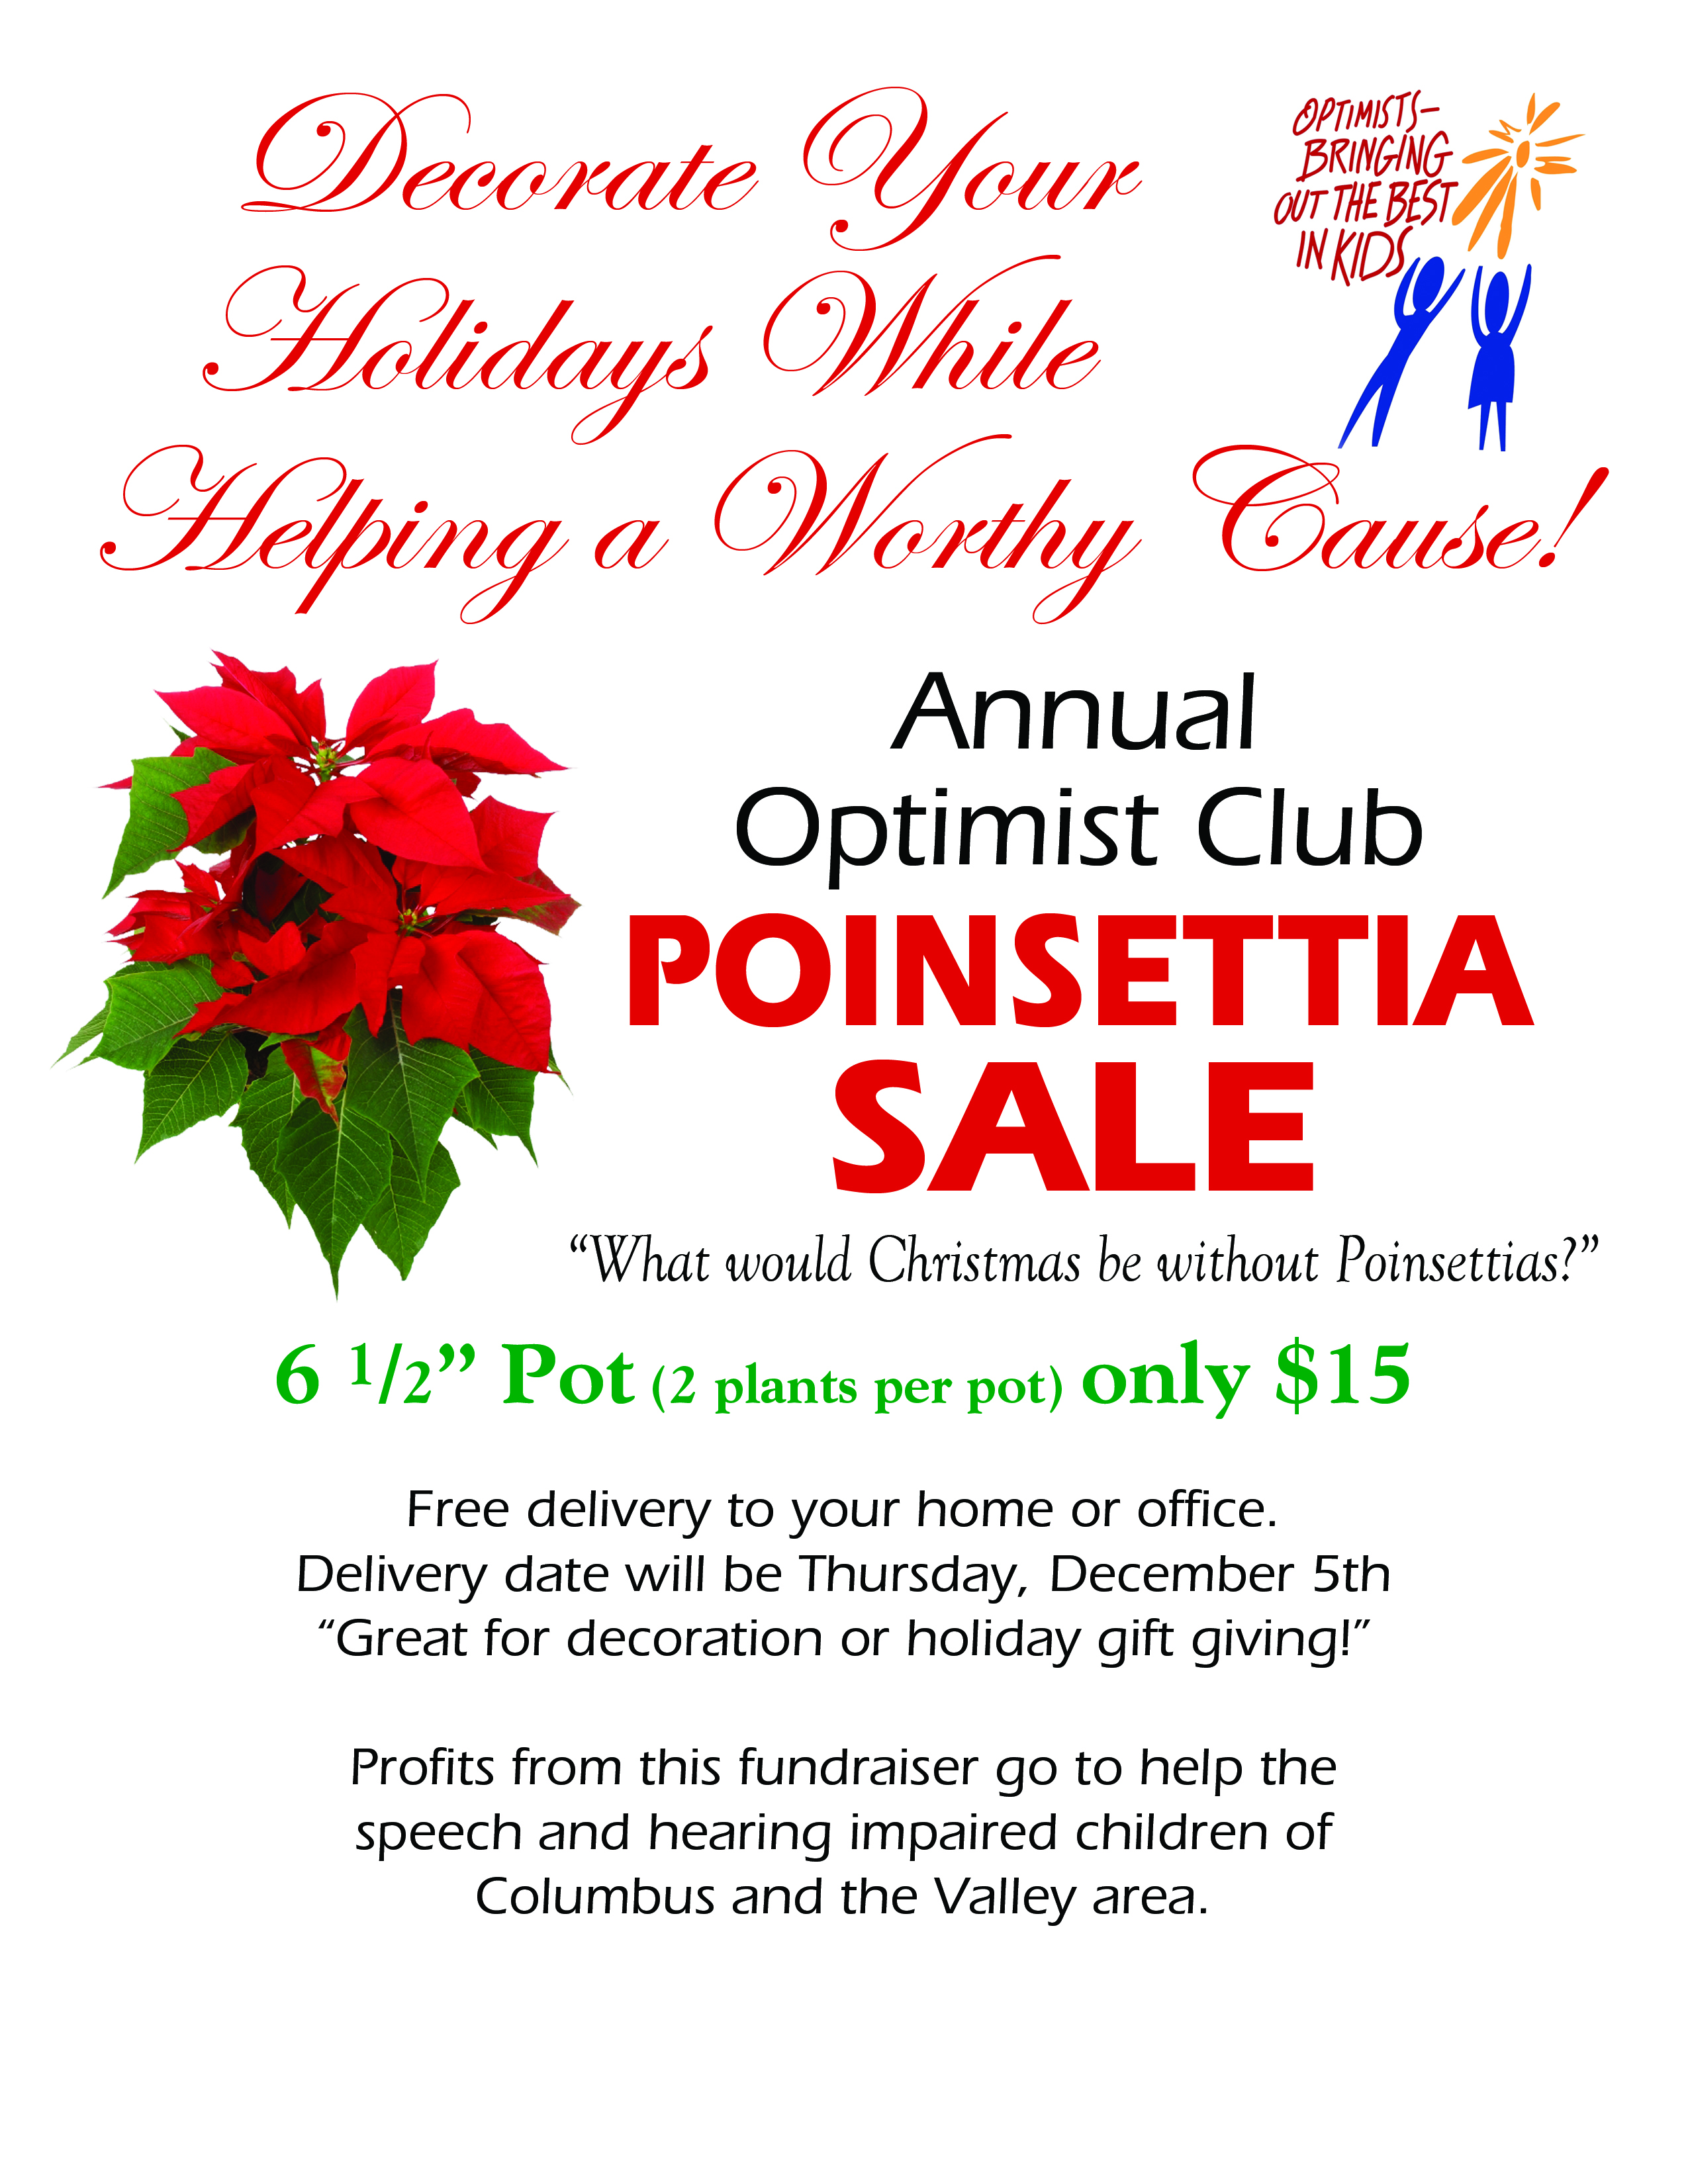 Decorate Your
Holidays While
Helping a Worthy Cause!
OPTIMISTS–
BRINGING
OUT THE BEST
IN KIDS
Annual
Optimist Club
POINSETTIA
SALE
“What would Christmas be without Poinsettias?”
6 1/2” Pot (2 plants per pot) only $15
Free delivery to your home or office.
Delivery date will be Thursday, December 5th
“Great for decoration or holiday gift giving!”
Profits from this fundraiser go to help the
speech and hearing impaired children of
Columbus and the Valley area.